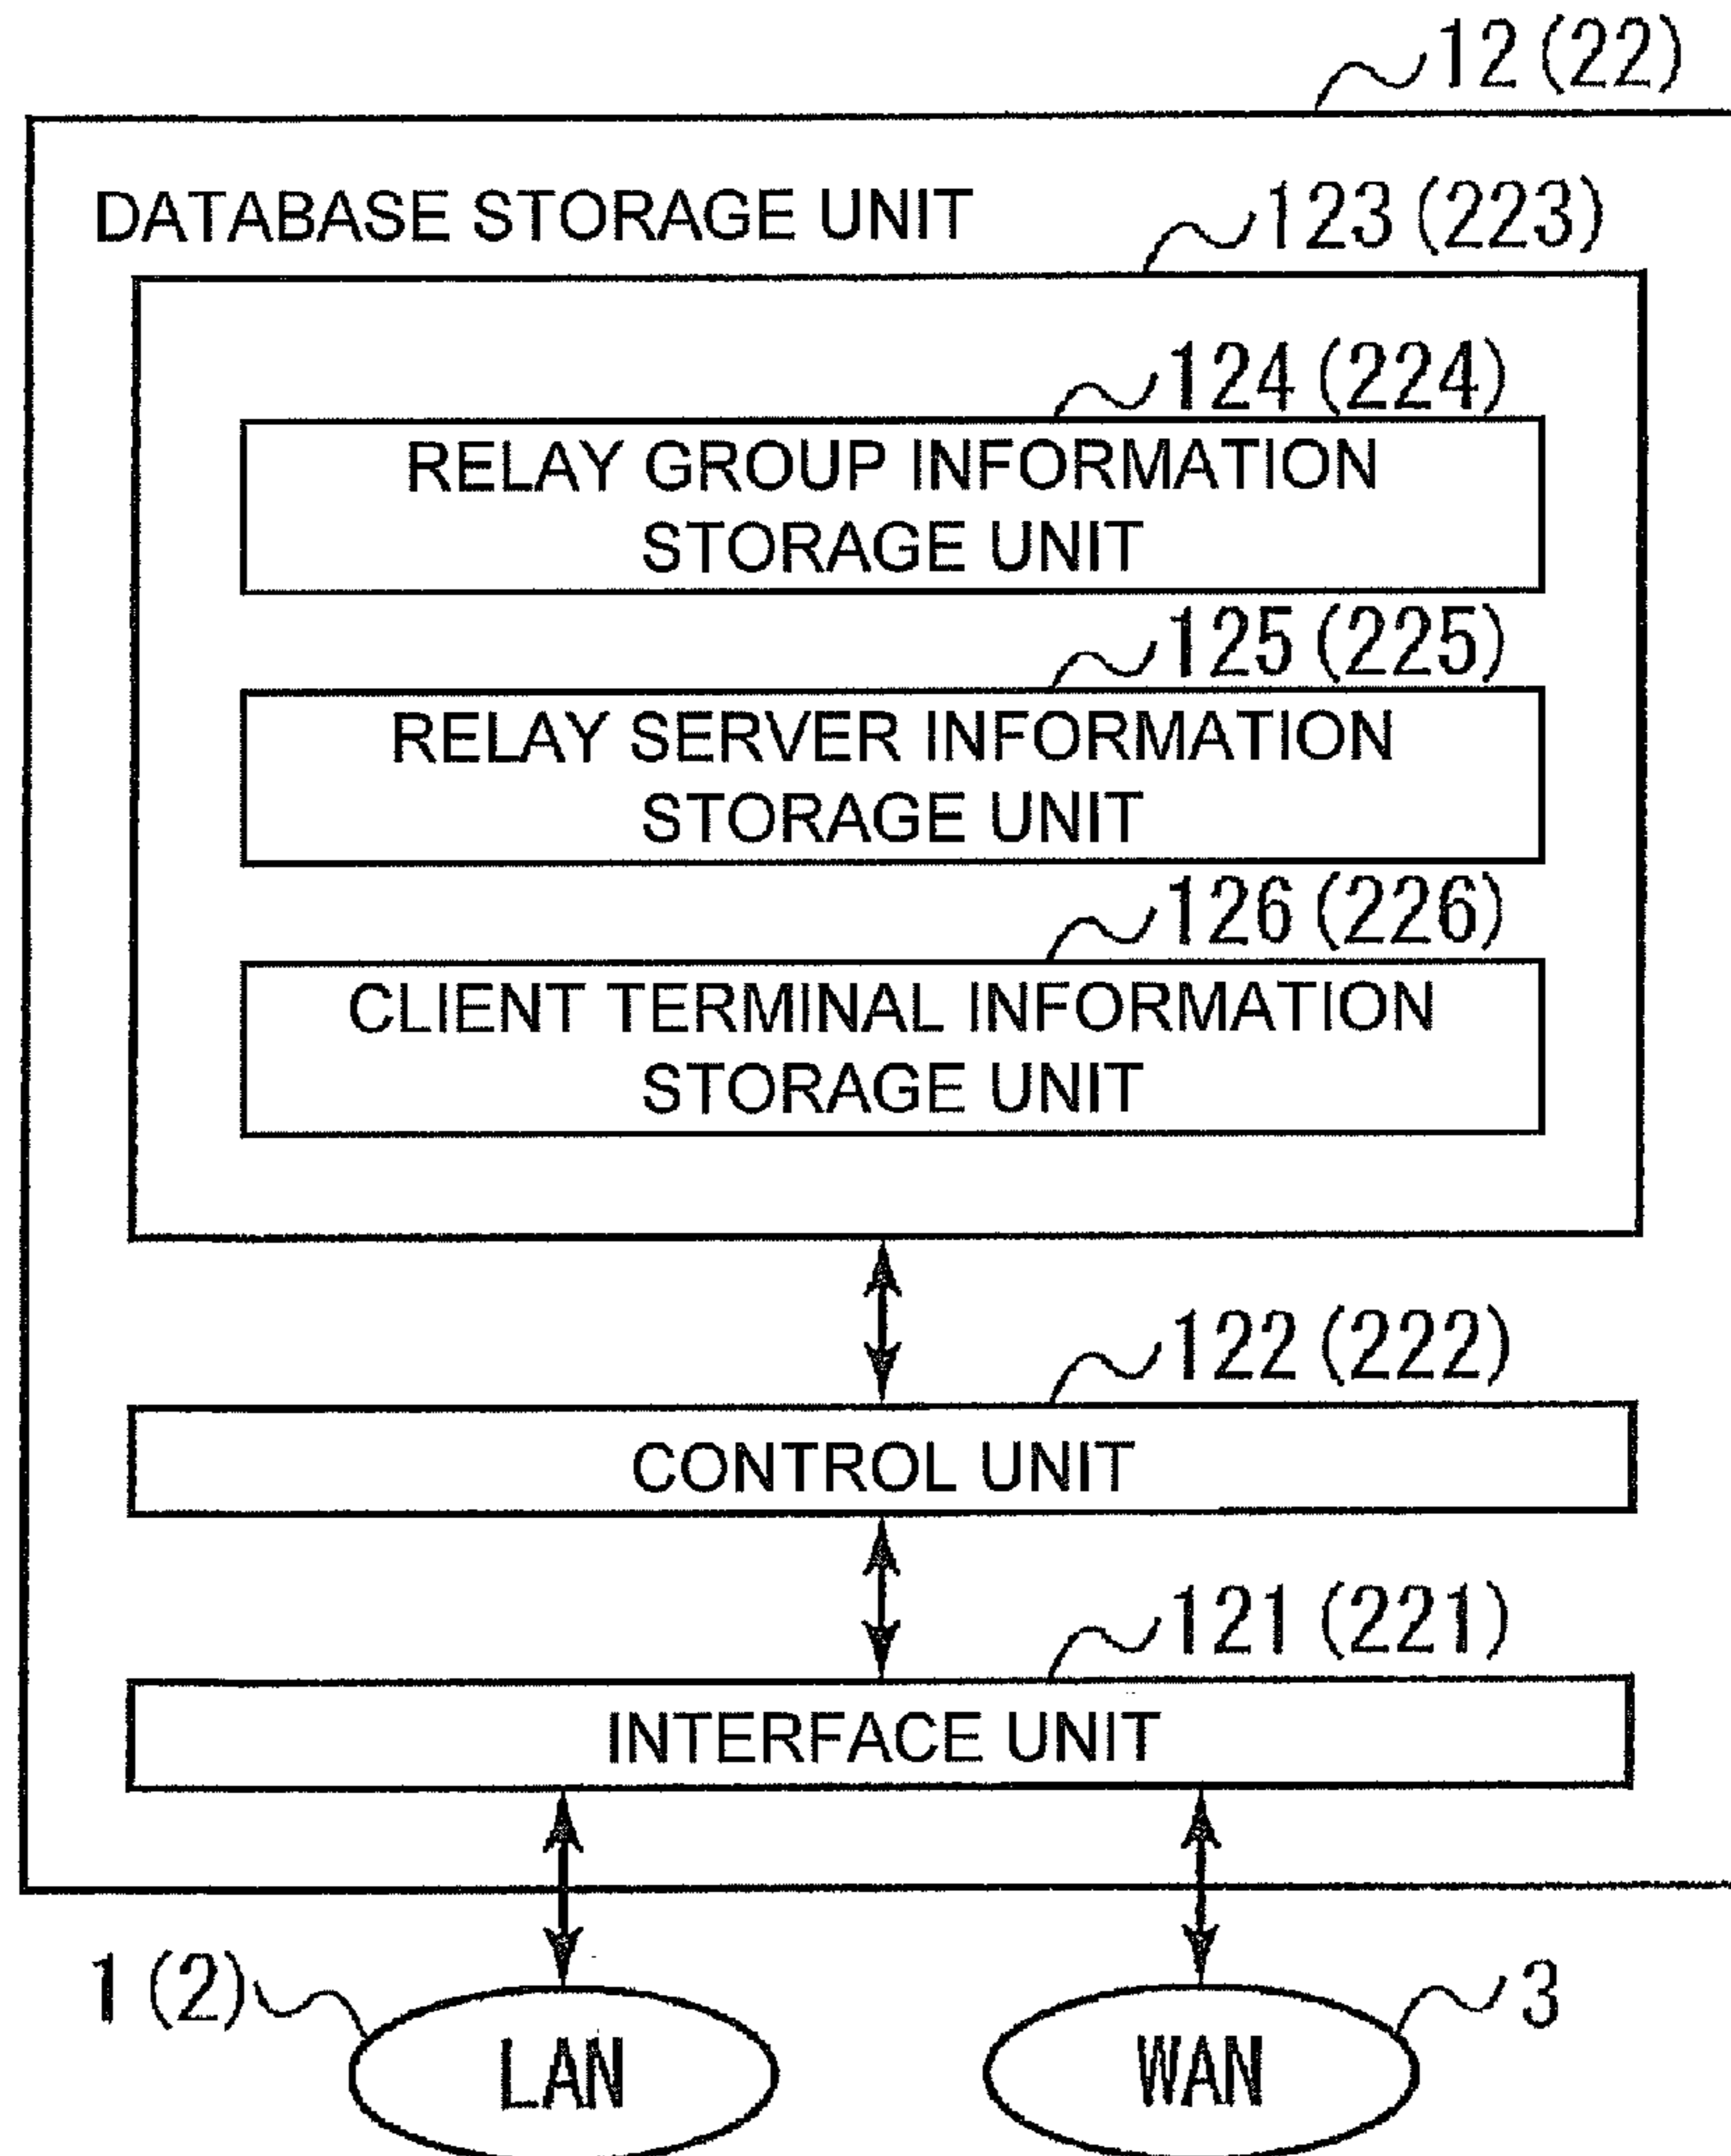 12 (22)
DATABASE STORAGE UNIT
123 (223)
124 (224)
RELAY GROUP INFORMATION
STORAGE UNIT
125 (225)
RELAY SERVER INFORMATION
STORAGE UNIT
126 (226)
CLIENT TERMINAL INFORMATION
STORAGE UNIT
122 (222)
CONTROL UNIT
121 (221)
INTERFACE UNIT
1 (2)
3
LAN
WAN